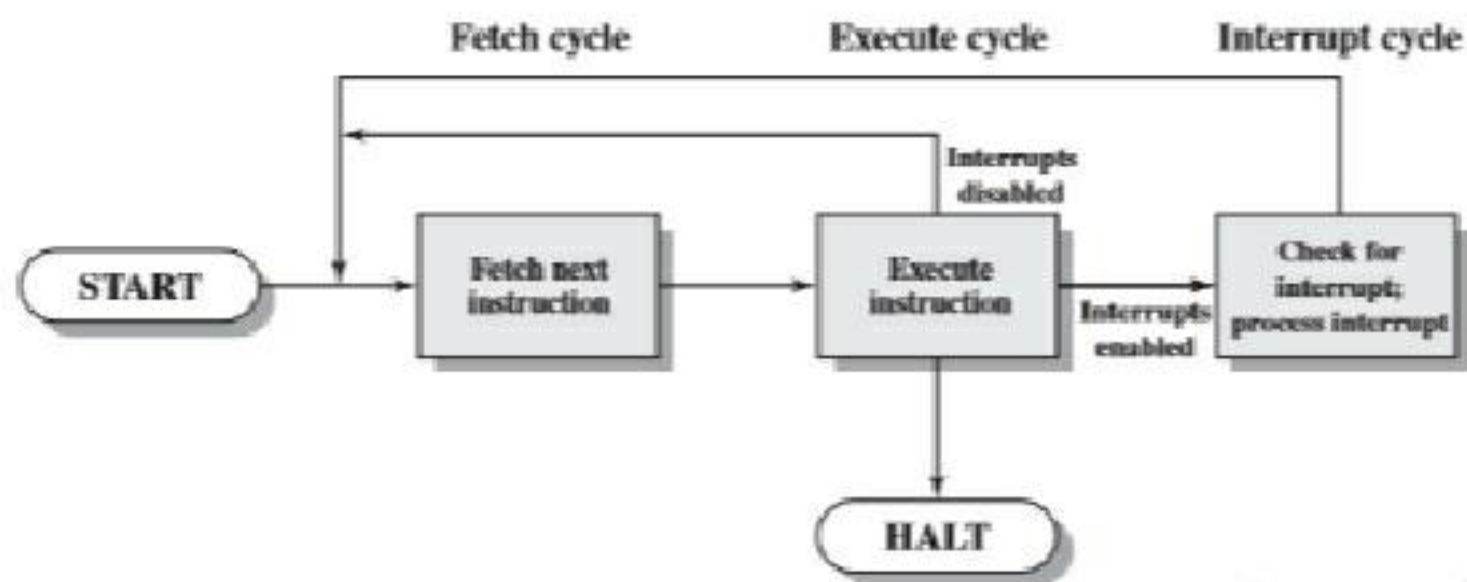 Fetch cycle
Execute cycle
Interrupt cycle
Interrupts
disabled
START
Fetch next
instruction
Execute
instruction
Interrupts
enabled
Check for
interrupt;
process interrupt
HALT